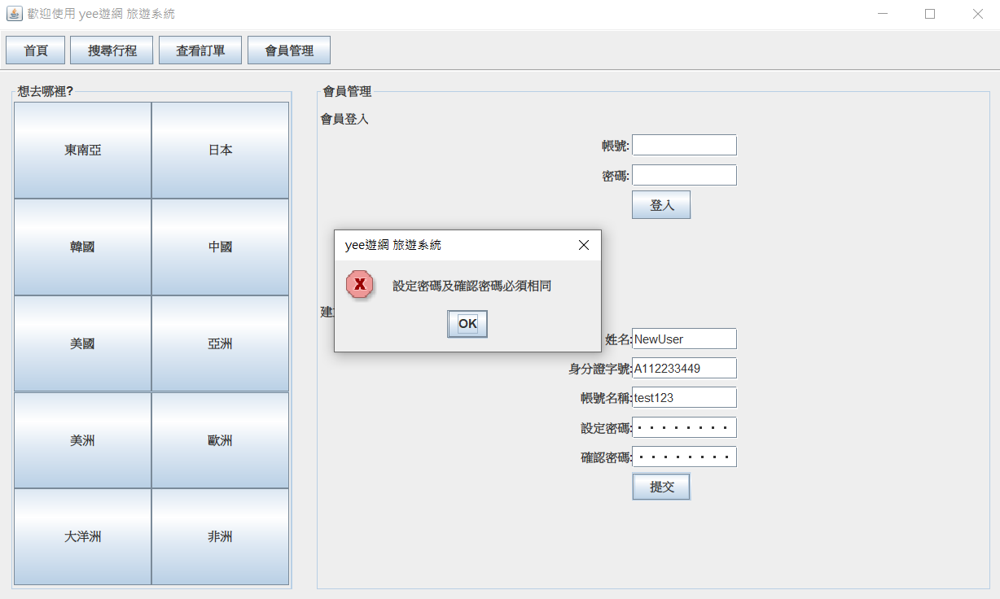 歡迎使用 yee遊網 旅遊系統
首頁 搜尋行程 查看訂單 會員管理
想去哪裡?
東南亞 日本
韓國 中國
美國 亞洲
美洲 歐洲
大洋洲 非洲
會員管理
會員登入
帳號:
密碼:
登入
yee遊網 旅遊系統
設定密碼及確認密碼必須相同
OK
建
姓名: NewUser
身分證字號: A112233449
帳號名稱: test123
設定密碼:
確認密碼:
提交